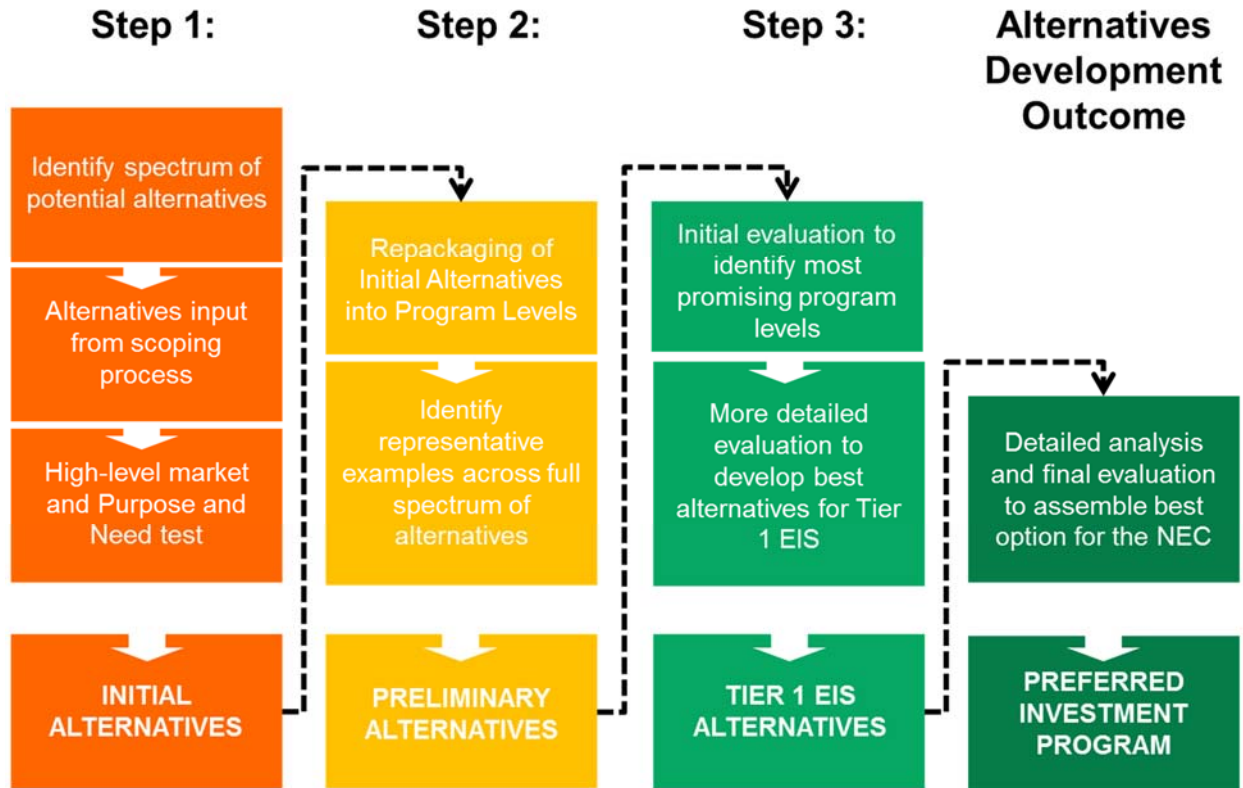 Step 1:
Identify spectrum of
potential alternatives
Alternatives input
from scoping
process
High-level market
and Purpose and
Need test
INITIAL
ALTERNATIVES
Step 2:
Repackaging of
Initial Alternatives
into Program Levels
Identify
representative
examples across full
spectrum of
alternatives
PRELIMINARY
ALTERNATIVES
Step 3:
Initial evaluation to
identify most
promising program
levels
More detailed
evaluation to
develop best
alternatives for Tier
1 EIS
TIER 1 EIS
ALTERNATIVES
Alternatives
Development
Outcome
Detailed analysis
and final evaluation
to assemble best
option for the NEC
PREFERRED
INVESTMENT
PROGRAM